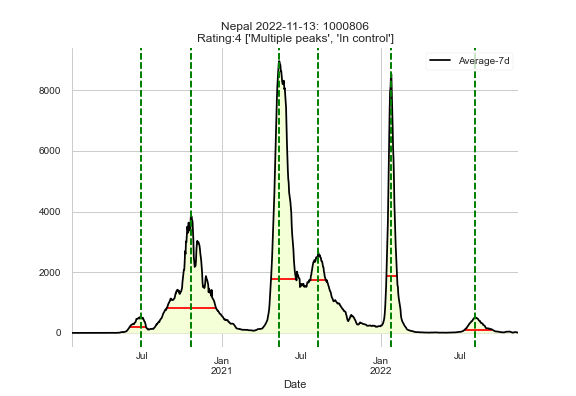 Nepal 2022-11-13: 1000806
Rating:4 ['Multiple peaks', 'In control']
Average-7d
8000
6000
4000
2000
0
Jul
Jan
2021
Jul
Jan
2022
Jul
Date